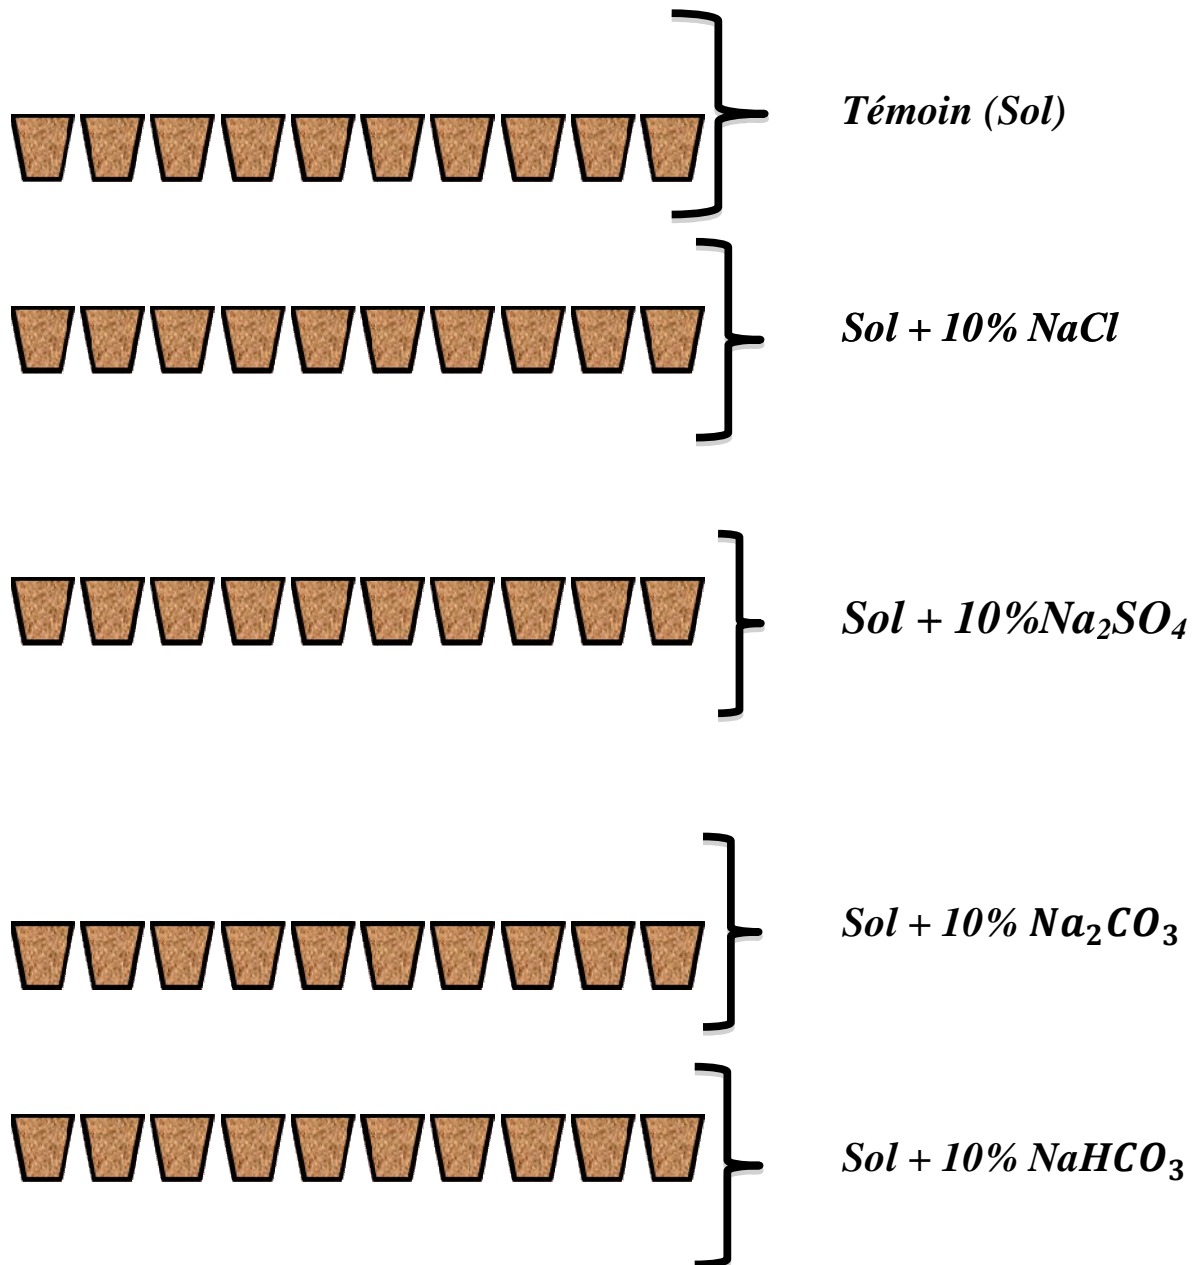 Témoin (Sol)
Sol + 10% NaCl
Sol + 10%Na₂SO₄
Sol + 10% Na₂CO₃
Sol + 10% NaHCO₃